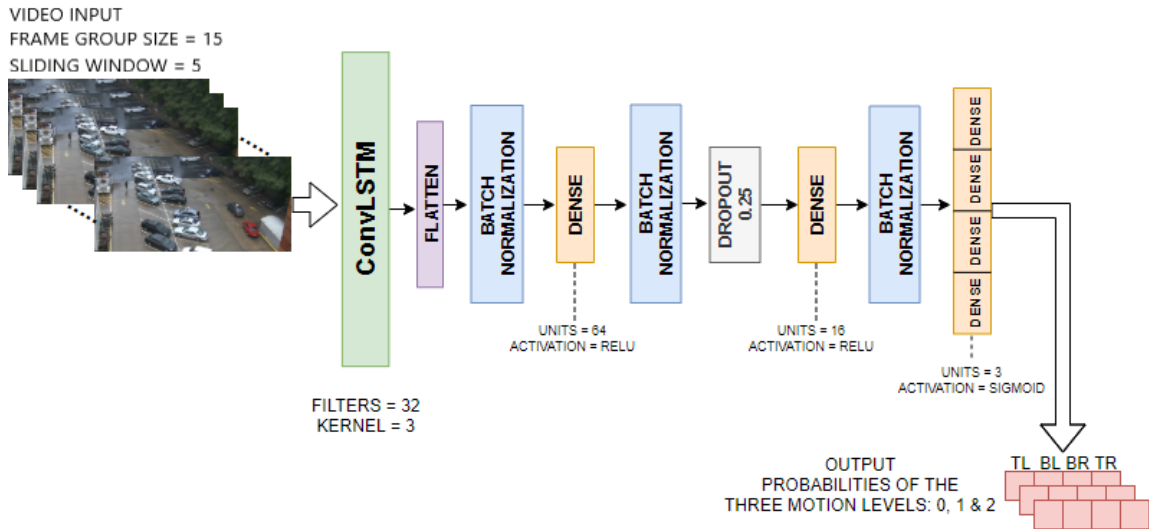 VIDEO INPUT
FRAME GROUP SIZE = 15
SLIDING WINDOW = 5
ConvLSTM
FILTERS = 32
KERNEL = 3
FLATTEN
BATCH
NORMALIZATION
DENSE
UNITS = 64
ACTIVATION = RELU
BATCH
NORMALIZATION
DROPOUT
0.25
DENSE
UNITS = 16
ACTIVATION = RELU
BATCH
NORMALIZATION
DENSE
DENSE
DENSE
DENSE
UNITS = 3
ACTIVATION = SIGMOID
OUTPUT
PROBABILITIES OF THE
THREE MOTION LEVELS: 0, 1 & 2
TL BL BR TR